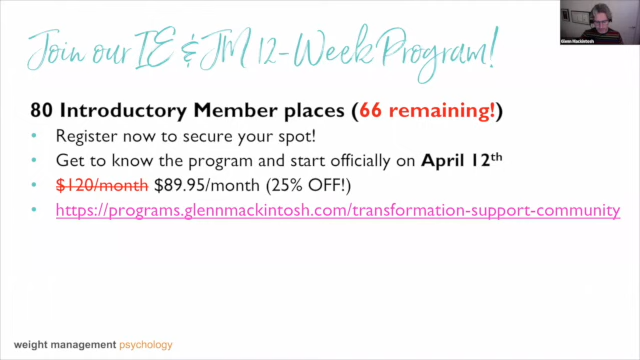 Join our IE & JM 12-Week Program!
Glenn Mackintosh
80 Introductory Member places (66 remaining!)
Register now to secure your spot!
Get to know the program and start officially on April 12th
$120/month $89.95/month (25% OFF!)
https://programs.glennmackintosh.com/transformation-support-community
weight management psychology